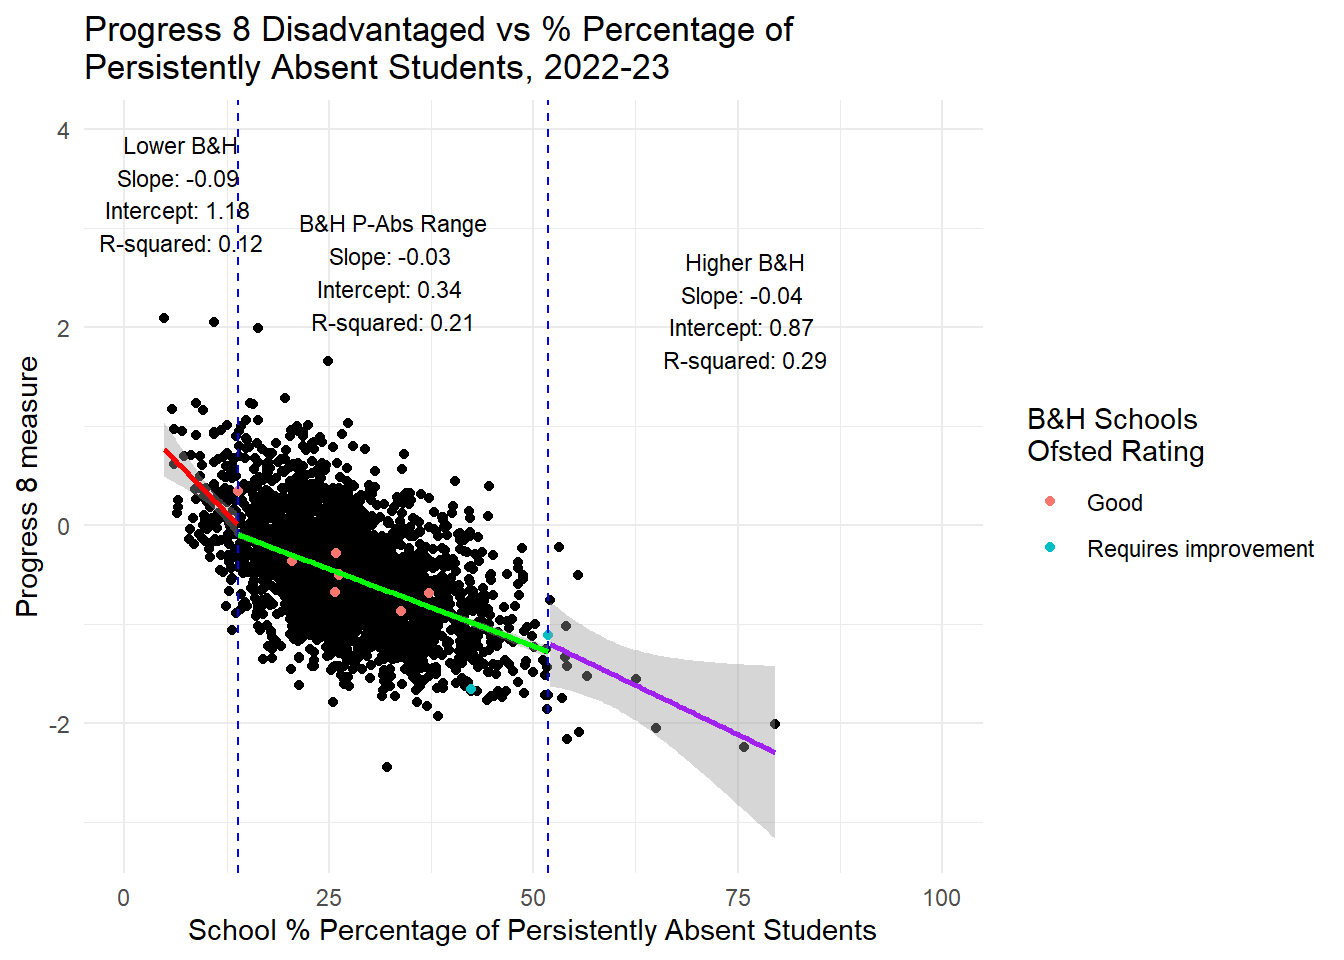 Progress 8 Disadvantaged vs % Percentage of
Persistently Absent Students, 2022-23
Progress 8 measure
4
2
0
-2
Lower B&H
Slope: -0.09
Intercept: 1.18
R-squared: 0.12
B&H P-Abs Range
Slope: -0.03
Intercept: 0.34
R-squared: 0.21
Higher B&H
Slope: -0.04
Intercept: 0.87
R-squared: 0.29
0
25
50
75
100
School % Percentage of Persistently Absent Students
B&H Schools
Ofsted Rating
Good
Requires improvement